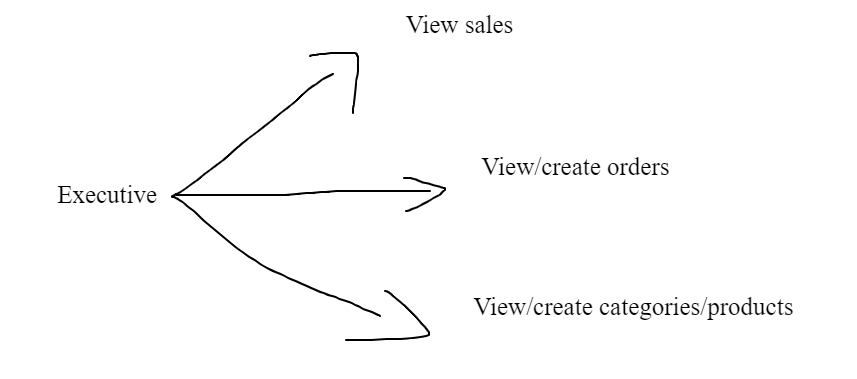 View sales
View/create orders
Executive
View/create categories/products